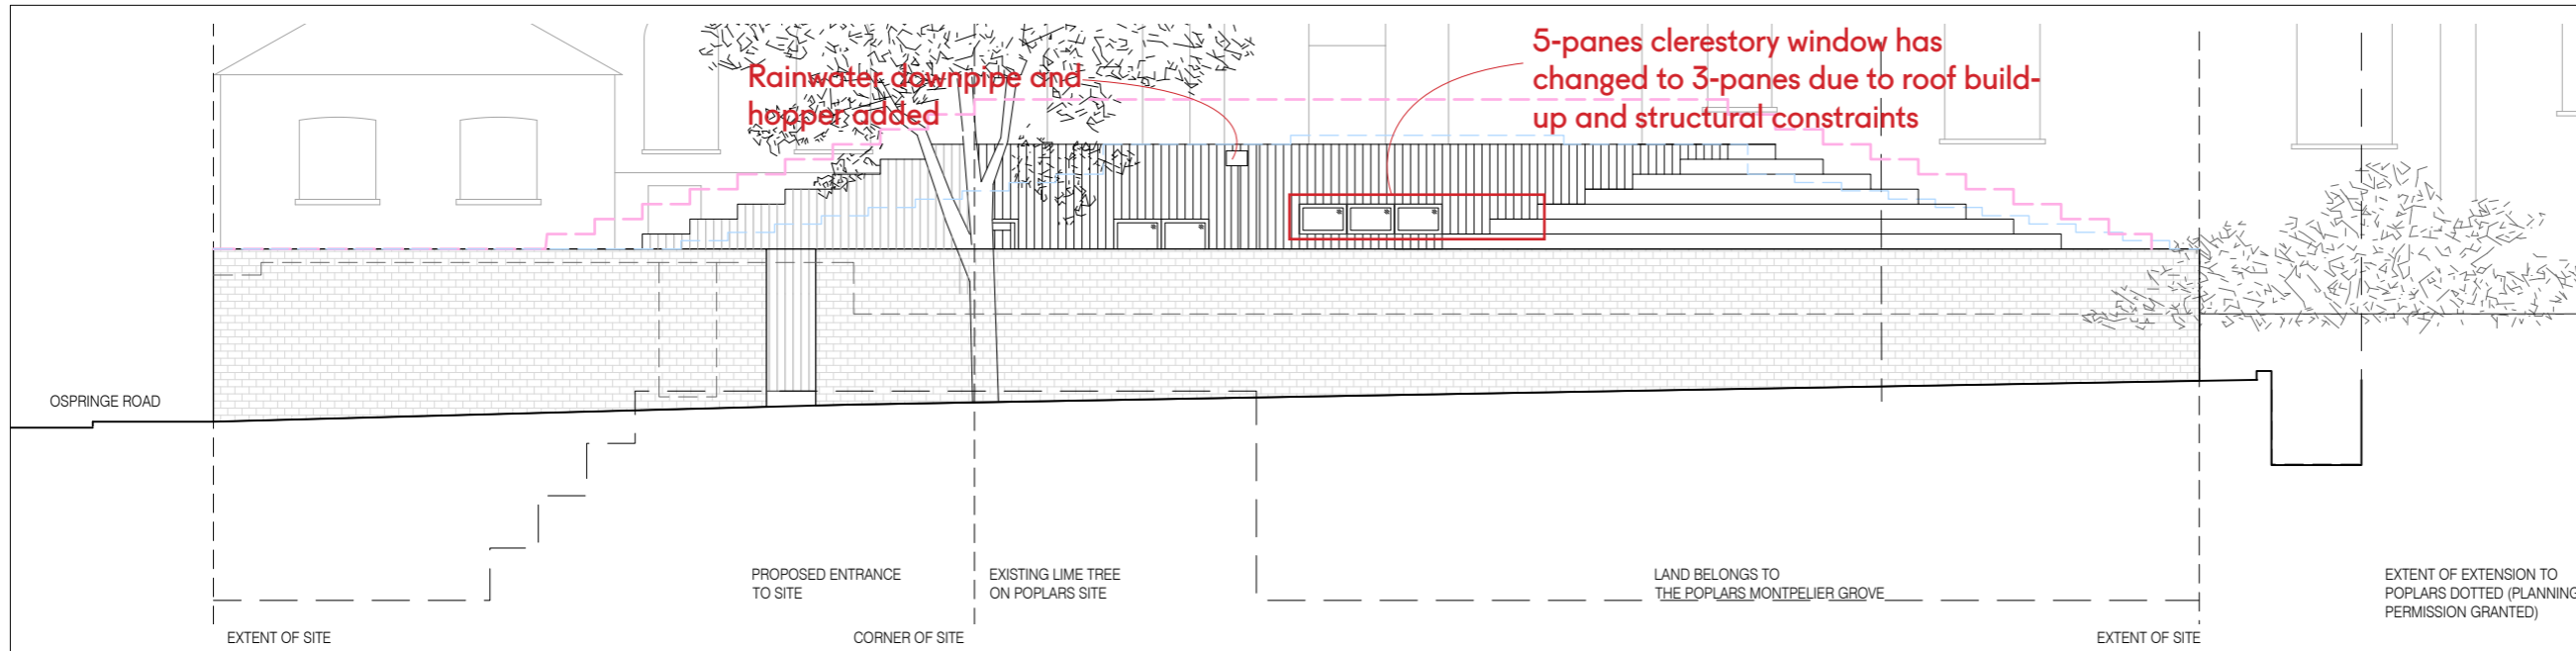 5-panes clerestory window has
changed to 3-panes due to roof build-
up and structural constraints
Rainwater downpipe and
hopper added
OSPRINGE ROAD
PROPOSED ENTRANCE
TO SITE
EXISTING LIME TREE
ON POPLARS SITE
LAND BELONGS TO
THE POPLARS MONTPELIER GROVE
EXTENT OF EXTENSION TO
POPLARS DOTTED (PLANNING
PERMISSION GRANTED)
EXTENT OF SITE
CORNER OF SITE
EXTENT OF SITE